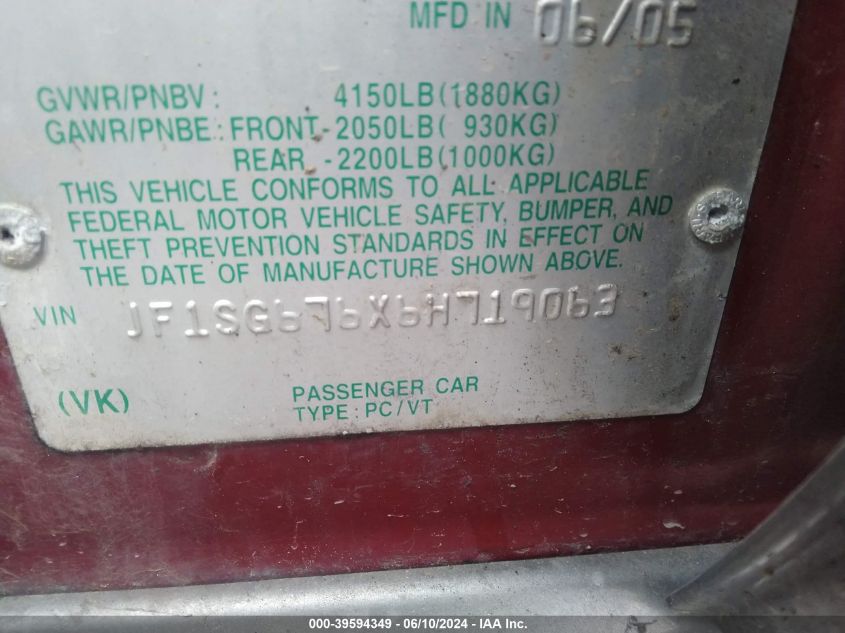 MFD IN 06/05
GVWR/PNBV : 4150LB(1880KG)
GAWR/PNBE : FRONT-2050LB( 930KG)
REAR -2200LB(1000KG)
THIS VEHICLE CONFORMS TO ALL APPLICABLE
FEDERAL MOTOR VEHICLE SAFETY, BUMPER, AND
THEFT PREVENTION STANDARDS IN EFFECT ON
THE DATE OF MANUFACTURE SHOWN ABOVE.
VIN JF1SG676X6H719063
(VK) PASSENGER CAR
TYPE : PC/VT
000-39594349 - 06/10/2024 - IAA Inc.